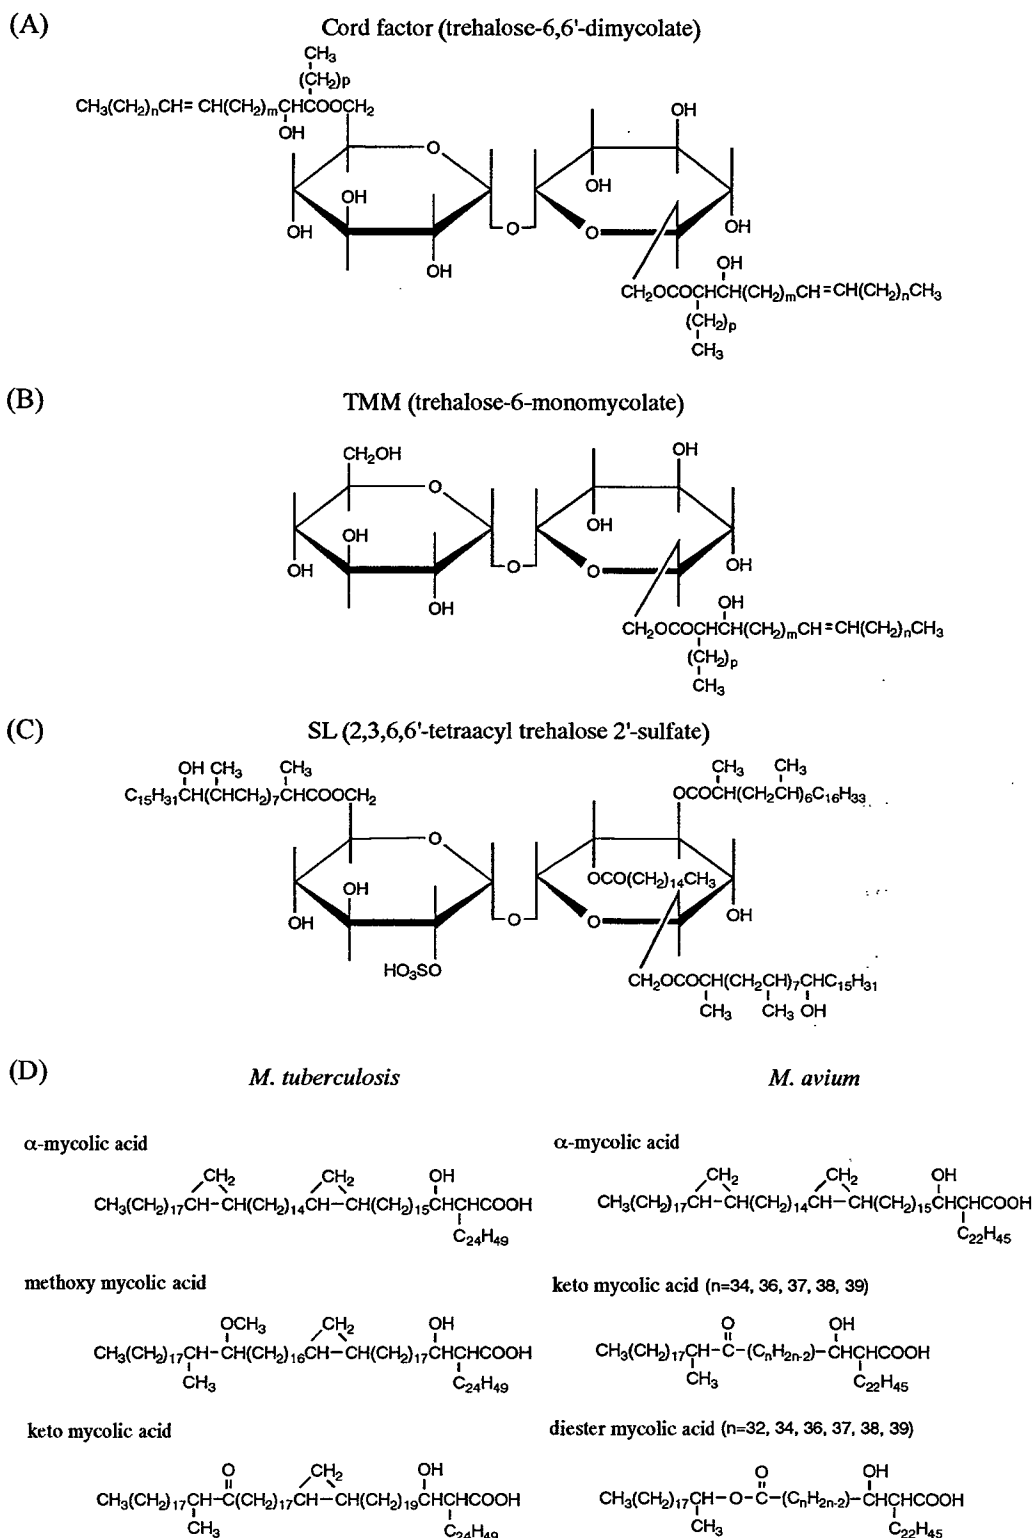 (A)
Cord factor (trehalose-6,6'-dimycolate)
CH3
(CH2)p
CH3(CH2)nCH=CH(CH2)mCHCHCOOCH2
OH
O
OH
OH
OH
OH
OH
O
OH
O
OH
OH
CH2OCOCHCH(CH2)mCH=CH(CH2)nCH3
(CH2)p
CH3
(B)
TMM (trehalose-6-monomycolate)
CH2OH
O
OH
OH
OH
OH
OH
O
O
OH
OH
OH
CH2OCOCHCH(CH2)mCH=CH(CH2)nCH3
(CH2)p
CH3
(C)
SL (2,3,6,6'-tetraacyl trehalose 2'-sulfate)
OH CH3 CH3
C15H31CH(CHCH2)7CHCOOCH2
CH3 CH3
OCOCH(CH2CH)6C16H33
O
OH
OCO(CH2)14CH3
OH
O
O
OH
HO3SO
CH2OCOCH(CH2CH)7CHC15H31
CH3 CH3 OH
(D)
M. tuberculosis
M. avium
α-mycolic acid
α-mycolic acid
CH2 CH2 OH
CH3(CH2)17CH-CH(CH2)14CH-CH(CH2)15CHCHCOOH
C24H49
CH2 CH2 OH
CH3(CH2)17CH-CH(CH2)14CH-CH(CH2)15CHCHCOOH
C22H45
methoxy mycolic acid
keto mycolic acid (n=34, 36, 37, 38, 39)
OCH3 CH2 OH
CH3(CH2)17CH-CH(CH2)16CH-CH(CH2)17CHCHCOOH
CH3 C24H49
O OH
CH3(CH2)17CH-C-(CnH2n-2)-CHCHCOOH
CH3 C22H45
keto mycolic acid
diester mycolic acid (n=32, 34, 36, 37, 38, 39)
O CH2 OH
CH3(CH2)17CH-C(CH2)17CH-CH(CH2)19CHCHCOOH
CH3 C24H49
O OH
CH3(CH2)17CH-O-C-(CnH2n-2)-CHCHCOOH
CH3 C22H45